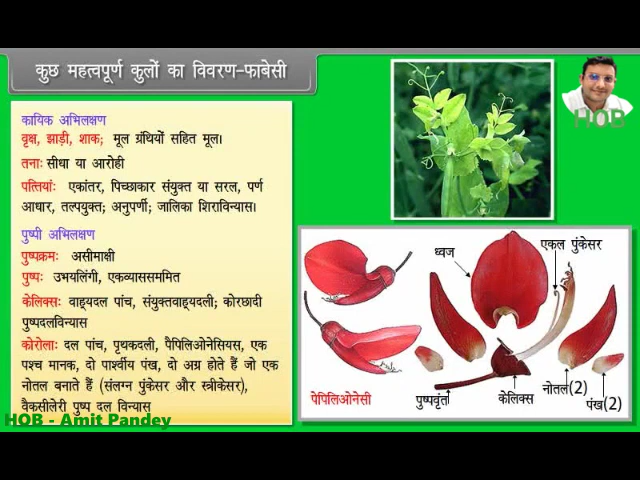 कुछ महत्वपूर्ण कुलों का विवरण-फाबेसी
HOB
कायिक अभिलक्षण
वृक्ष, झाड़ी, शाक; मूल ग्रंथियों सहित मूल।
तनाः सीधा या आरोही
पत्तियांः एकांतर, पिच्छाकार संयुक्त या सरल, पर्ण
आधार, तल्पयुक्त; अनुपर्णी; जालिका शिराविन्यास।
पुष्पी अभिलक्षण
पुष्पक्रमः असीमाक्षी
पुष्पः उभयलिंगी, एकव्याससममित
केलिक्सः वाह्यदल पांच, संयुक्तवाह्यदली; कोरछादी
पुष्पदलविन्यास
कोरोलाः दल पांच, पृथकदली, पैपिलिओनेसियस, एक
पश्च मानक, दो पार्श्वीय पंख, दो अग्र होते हैं जो एक
नोतल बनाते हैं (संलग्न पुंकेसर और स्त्रीकेसर),
वैकसीलेरी पुष्प दल विन्यास
HOB - Amit Pandey
ध्वज
एकल पुंकेसर
पेपिलिओनेसी
पुष्पवृंत
केलिक्स
नोतल(2)
पंख(2)